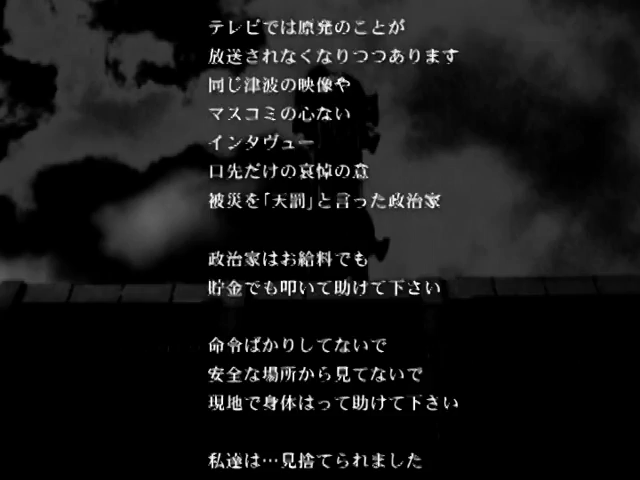 テレビでは原発のことが
放送されなくなりつつあります
同じ津波の映像や
マスコミの心ない
インタヴュー
口先だけの哀悼の意
被災を「天罰」と言った政治家
政治家はお給料でも
貯金でも叩いて助けて下さい
命令ばかりしてないで
安全な場所から見てないで
現地で身体はって助けて下さい
私達は…見捨てられました